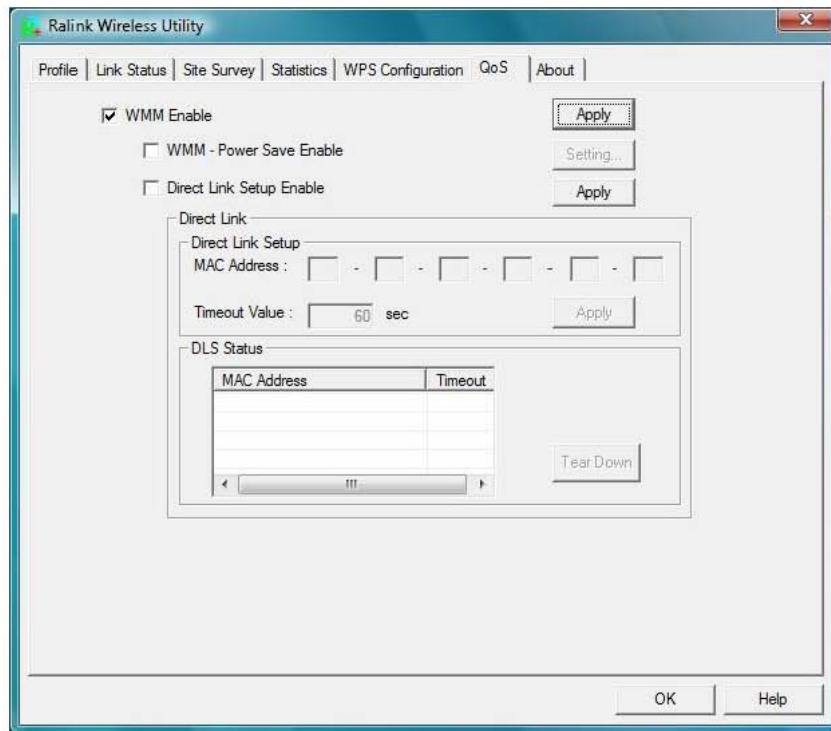 Ralink Wireless Utility
Profile Link Status Site Survey Statistics WPS Configuration QoS About
WMM Enable Apply
WMM - Power Save Enable Setting...
Direct Link Setup Enable Apply
Direct Link
Direct Link Setup
MAC Address : - - - - -
Timeout Value : 60 sec Apply
DLS Status
MAC Address Timeout
Tear Down
OK Help